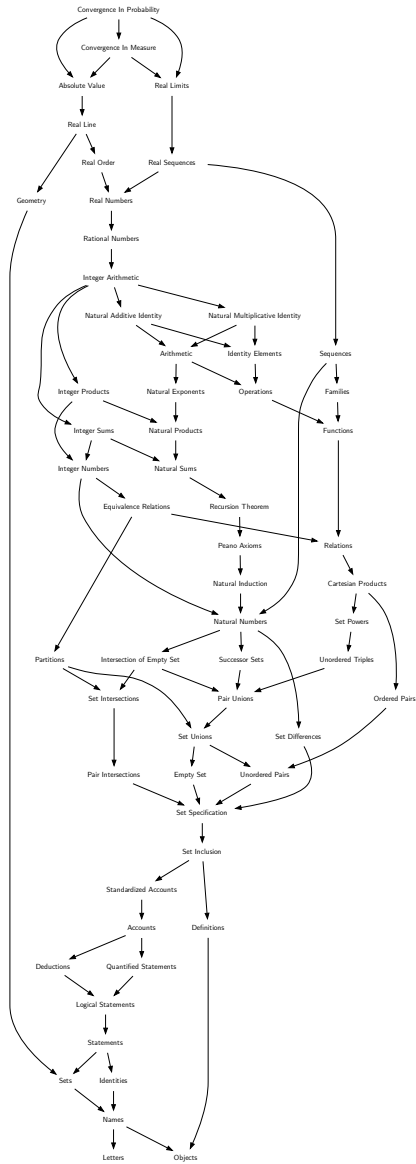 Convergence In Probability
Convergence In Measure
Absolute Value
Real Limits
Real Line
Real Order
Real Sequences
Geometry
Real Numbers
Rational Numbers
Integer Arithmetic
Natural Additive Identity
Natural Multiplicative Identity
Arithmetic
Identity Elements
Sequences
Integer Products
Natural Exponents
Operations
Families
Integer Sums
Natural Products
Functions
Integer Numbers
Natural Sums
Equivalence Relations
Recursion Theorem
Peano Axioms
Relations
Natural Induction
Cartesian Products
Natural Numbers
Set Powers
Partitions
Intersection of Empty Set
Successor Sets
Unordered Triples
Set Intersections
Pair Unions
Ordered Pairs
Set Unions
Set Differences
Pair Intersections
Empty Set
Unordered Pairs
Set Specification
Set Inclusion
Standardized Accounts
Accounts
Definitions
Deductions
Quantified Statements
Logical Statements
Statements
Sets
Identities
Names
Letters
Objects